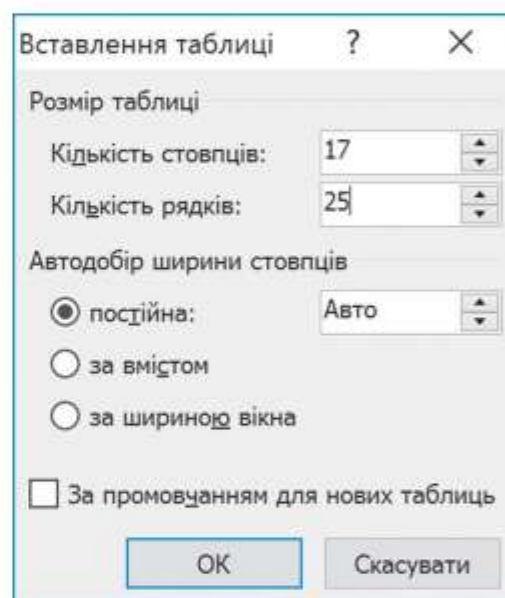 Вставлення таблиці ? ×
Розмір таблиці
Кількість стовпців: 17
Кількість рядків: 25
Автодобір ширини стовпців
постійна: Авто
за вмістом
за шириною вікна
За промовчанням для нових таблиць
ОК Скасувати